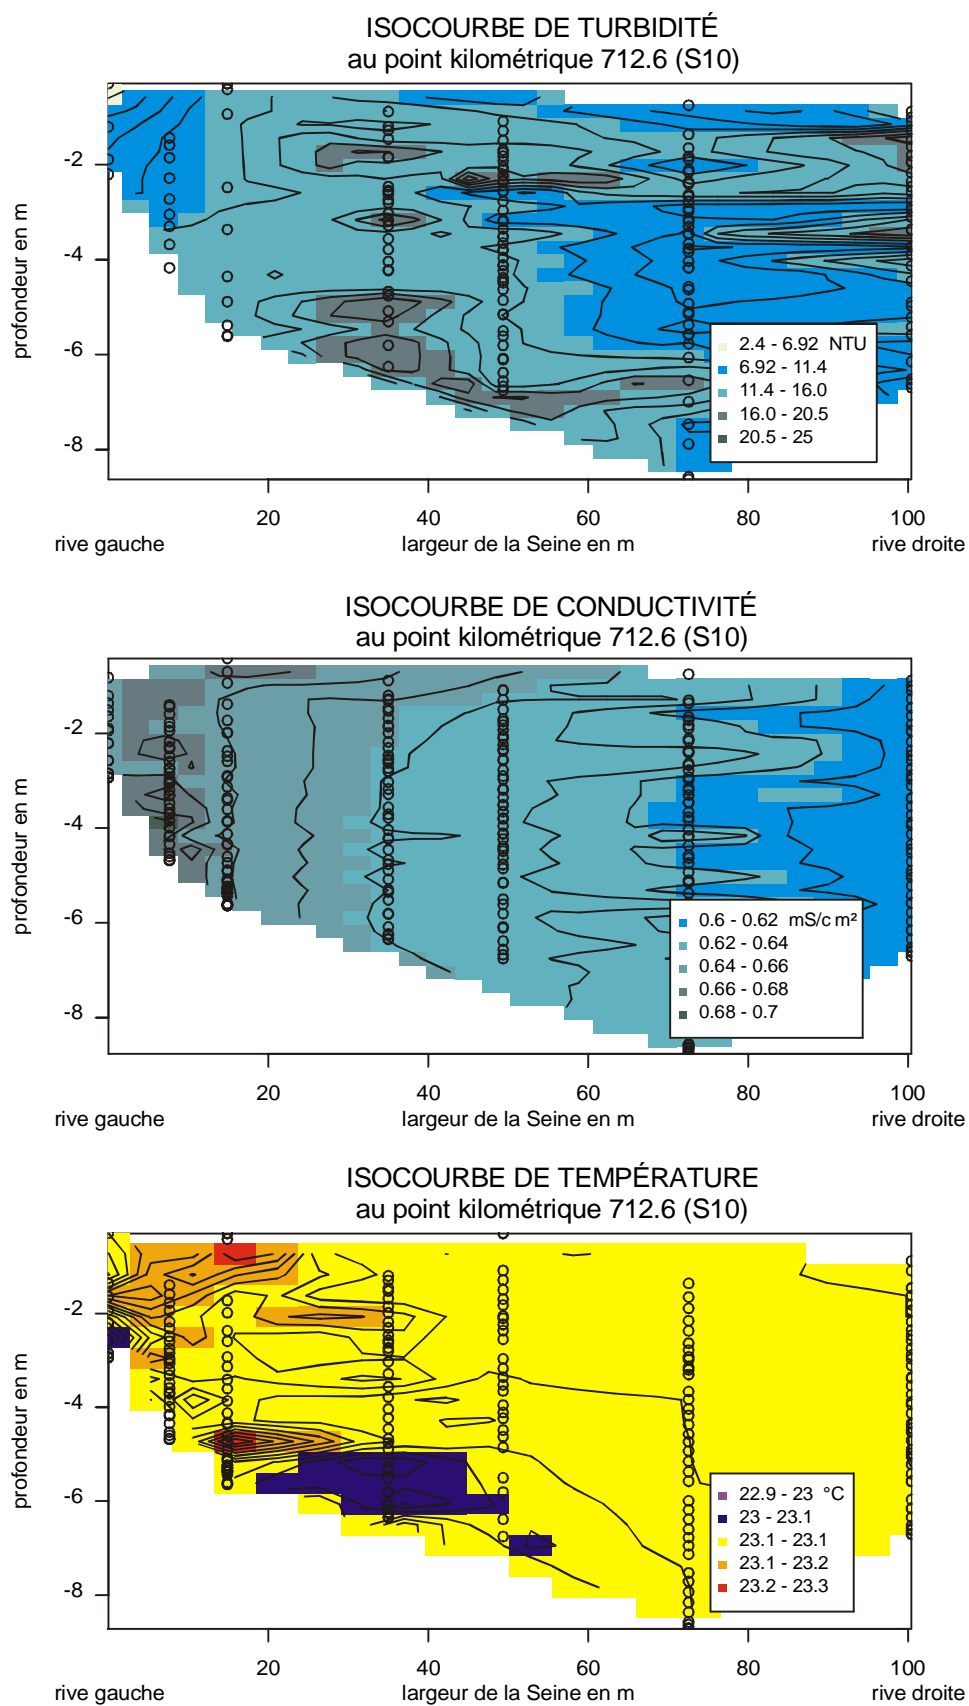 ISOCOURBE DE TURBIDITÉ
au point kilométrique 712.6 (S10)
profondeur en m
-2
-4
-6
-8
2.4 - 6.92 NTU
6.92 - 11.4
11.4 - 16.0
16.0 - 20.5
20.5 - 25
20 40 60 80 100
rive gauche largeur de la Seine en m rive droite
ISOCOURBE DE CONDUCTIVITÉ
au point kilométrique 712.6 (S10)
profondeur en m
-2
-4
-6
-8
0.6 - 0.62 mS/c m²
0.62 - 0.64
0.64 - 0.66
0.66 - 0.68
0.68 - 0.7
20 40 60 80 100
rive gauche largeur de la Seine en m rive droite
ISOCOURBE DE TEMPÉRATURE
au point kilométrique 712.6 (S10)
profondeur en m
-2
-4
-6
-8
22.9 - 23 °C
23 - 23.1
23.1 - 23.1
23.1 - 23.2
23.2 - 23.3
20 40 60 80 100
rive gauche largeur de la Seine en m rive droite